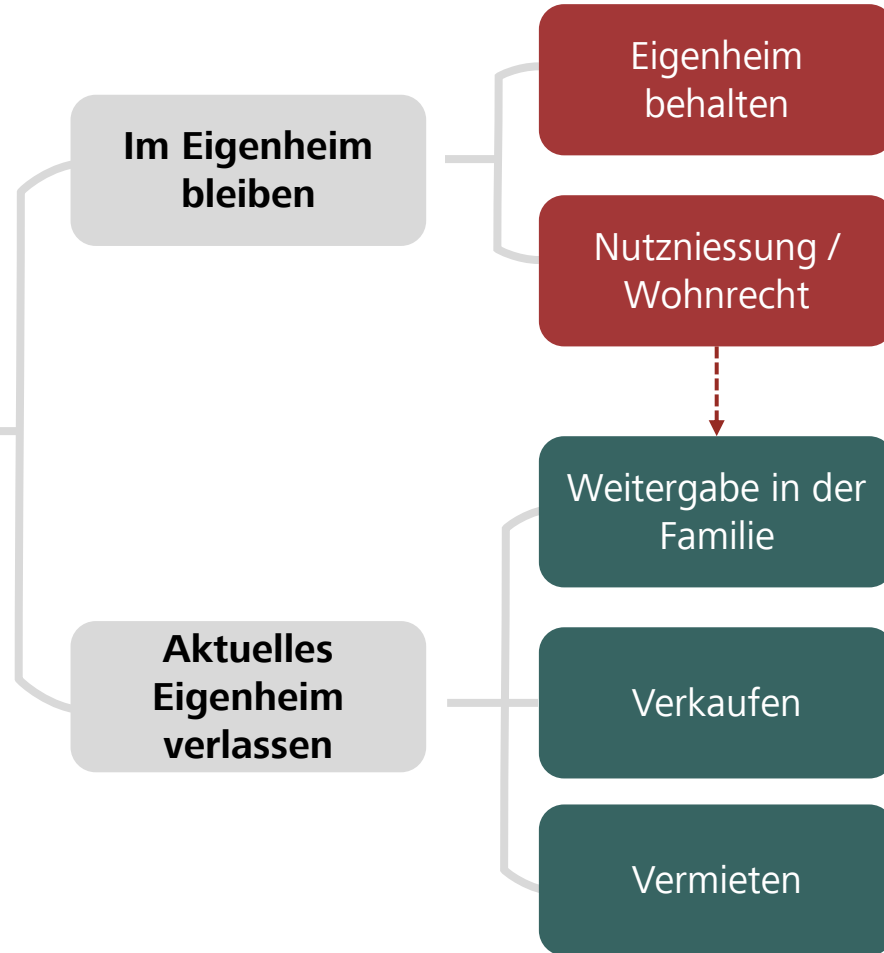 Im Eigenheim
bleiben
Eigenheim
behalten
Nutzniessung /
Wohnrecht
Aktuelles
Eigenheim
verlassen
Weitergabe in der
Familie
Verkaufen
Vermieten